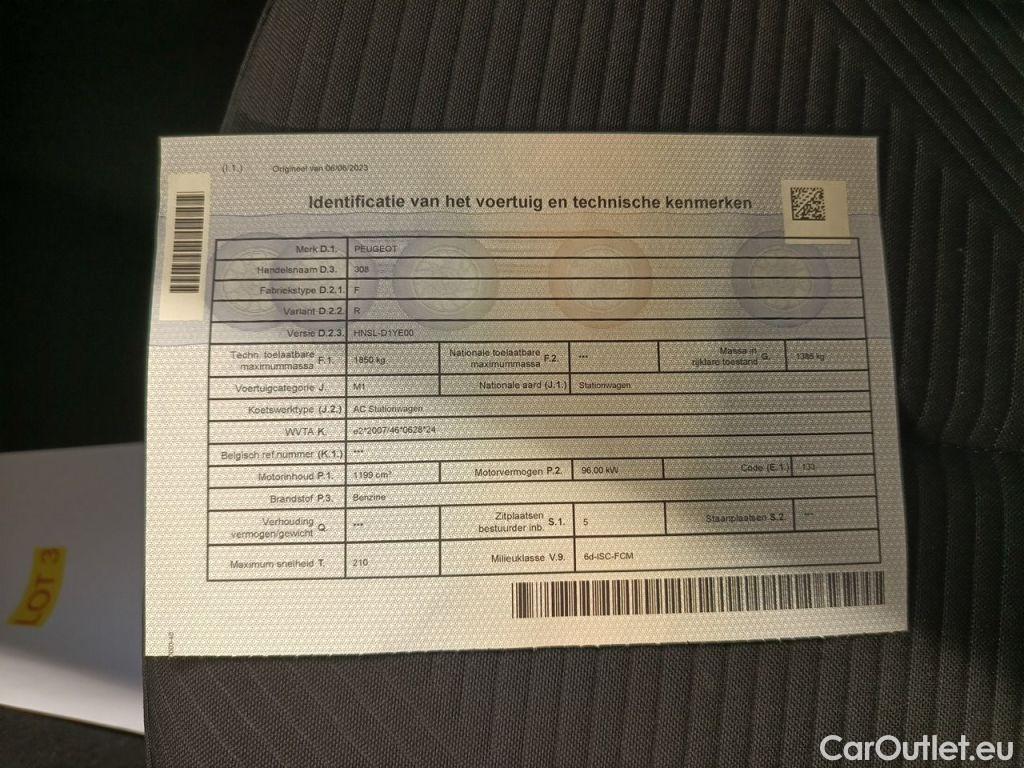 (I.1.) Origineel van 06/06/2023
Identificatie van het voertuig en technische kenmerken
Merk D.1. PEUGEOT
Handelsnaam D.3. 308
Fabriekstype D.2.1. F
Variant D.2.2. R
Versie D.2.3. HNSL-D1YE00
Techn. toelaatbare maximummassa F.1. 1850 kg Nationale toelaatbare maximummassa F.2. *** Massa in rijklare toestand G. 1385 kg
Voertuigcategorie J. M1 Nationale aard (J.1.) Stationwagen
Koetswerktype (J.2.) AC Stationwagen
WVTA K. e2*2007/46*0628*24
Belgisch ref.nummer (K.1.) ***
Motorinhoud P.1. 1199 cm³ Motorvermogen P.2. 96.00 kW Code (E.1.) 133
Brandstof P.3. Benzine
Verhouding vermogen/gewicht Q. *** Zitplaatsen bestuurder inb. S.1. 5 Staanplaatsen S.2. ***
Maximum snelheid T. 210 Milieuklasse V.9. 6d-ISC-FCM
LOT 3
CarOutlet.eu